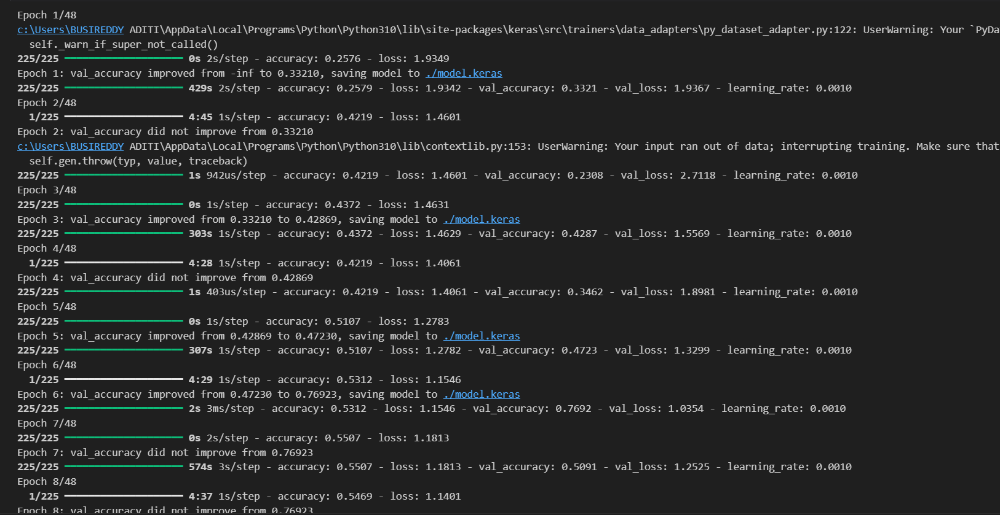 Epoch 1/48
c:\Users\BUSIREDDY ADITI\AppData\Local\Programs\Python\Python310\lib\site-packages\keras\src\trainers\data_adapters\py_dataset_adapter.py:122: UserWarning: Your `PyDa
self._warn_if_super_not_called()
225/225 ━━━━━━━━━━━━━━━━━━━━ 0s 2s/step - accuracy: 0.2576 - loss: 1.9349
Epoch 1: val_accuracy improved from -inf to 0.33210, saving model to ./model.keras
225/225 ━━━━━━━━━━━━━━━━━━━━ 429s 2s/step - accuracy: 0.2579 - loss: 1.9342 - val_accuracy: 0.3321 - val_loss: 1.9367 - learning_rate: 0.0010
Epoch 2/48
1/225 ━━━━━━━━━━━━━━━━━━━━ 4:45 1s/step - accuracy: 0.4219 - loss: 1.4601
Epoch 2: val_accuracy did not improve from 0.33210
c:\Users\BUSIREDDY ADITI\AppData\Local\Programs\Python\Python310\lib\contextlib.py:153: UserWarning: Your input ran out of data; interrupting training. Make sure that
self.gen.throw(typ, value, traceback)
225/225 ━━━━━━━━━━━━━━━━━━━━ 1s 942us/step - accuracy: 0.4219 - loss: 1.4601 - val_accuracy: 0.2308 - val_loss: 2.7118 - learning_rate: 0.0010
Epoch 3/48
225/225 ━━━━━━━━━━━━━━━━━━━━ 0s 1s/step - accuracy: 0.4372 - loss: 1.4631
Epoch 3: val_accuracy improved from 0.33210 to 0.42869, saving model to ./model.keras
225/225 ━━━━━━━━━━━━━━━━━━━━ 303s 1s/step - accuracy: 0.4372 - loss: 1.4629 - val_accuracy: 0.4287 - val_loss: 1.5569 - learning_rate: 0.0010
Epoch 4/48
1/225 ━━━━━━━━━━━━━━━━━━━━ 4:28 1s/step - accuracy: 0.4219 - loss: 1.4061
Epoch 4: val_accuracy did not improve from 0.42869
225/225 ━━━━━━━━━━━━━━━━━━━━ 1s 403us/step - accuracy: 0.4219 - loss: 1.4061 - val_accuracy: 0.3462 - val_loss: 1.8981 - learning_rate: 0.0010
Epoch 5/48
225/225 ━━━━━━━━━━━━━━━━━━━━ 0s 1s/step - accuracy: 0.5107 - loss: 1.2783
Epoch 5: val_accuracy improved from 0.42869 to 0.47230, saving model to ./model.keras
225/225 ━━━━━━━━━━━━━━━━━━━━ 307s 1s/step - accuracy: 0.5107 - loss: 1.2782 - val_accuracy: 0.4723 - val_loss: 1.3299 - learning_rate: 0.0010
Epoch 6/48
1/225 ━━━━━━━━━━━━━━━━━━━━ 4:29 1s/step - accuracy: 0.5312 - loss: 1.1546
Epoch 6: val_accuracy improved from 0.47230 to 0.76923, saving model to ./model.keras
225/225 ━━━━━━━━━━━━━━━━━━━━ 2s 3ms/step - accuracy: 0.5312 - loss: 1.1546 - val_accuracy: 0.7692 - val_loss: 1.0354 - learning_rate: 0.0010
Epoch 7/48
225/225 ━━━━━━━━━━━━━━━━━━━━ 0s 2s/step - accuracy: 0.5507 - loss: 1.1813
Epoch 7: val_accuracy did not improve from 0.76923
225/225 ━━━━━━━━━━━━━━━━━━━━ 574s 3s/step - accuracy: 0.5507 - loss: 1.1813 - val_accuracy: 0.5091 - val_loss: 1.2525 - learning_rate: 0.0010
Epoch 8/48
1/225 ━━━━━━━━━━━━━━━━━━━━ 4:37 1s/step - accuracy: 0.5469 - loss: 1.1401
Epoch 8: val_accuracy did not improve from 0.76923